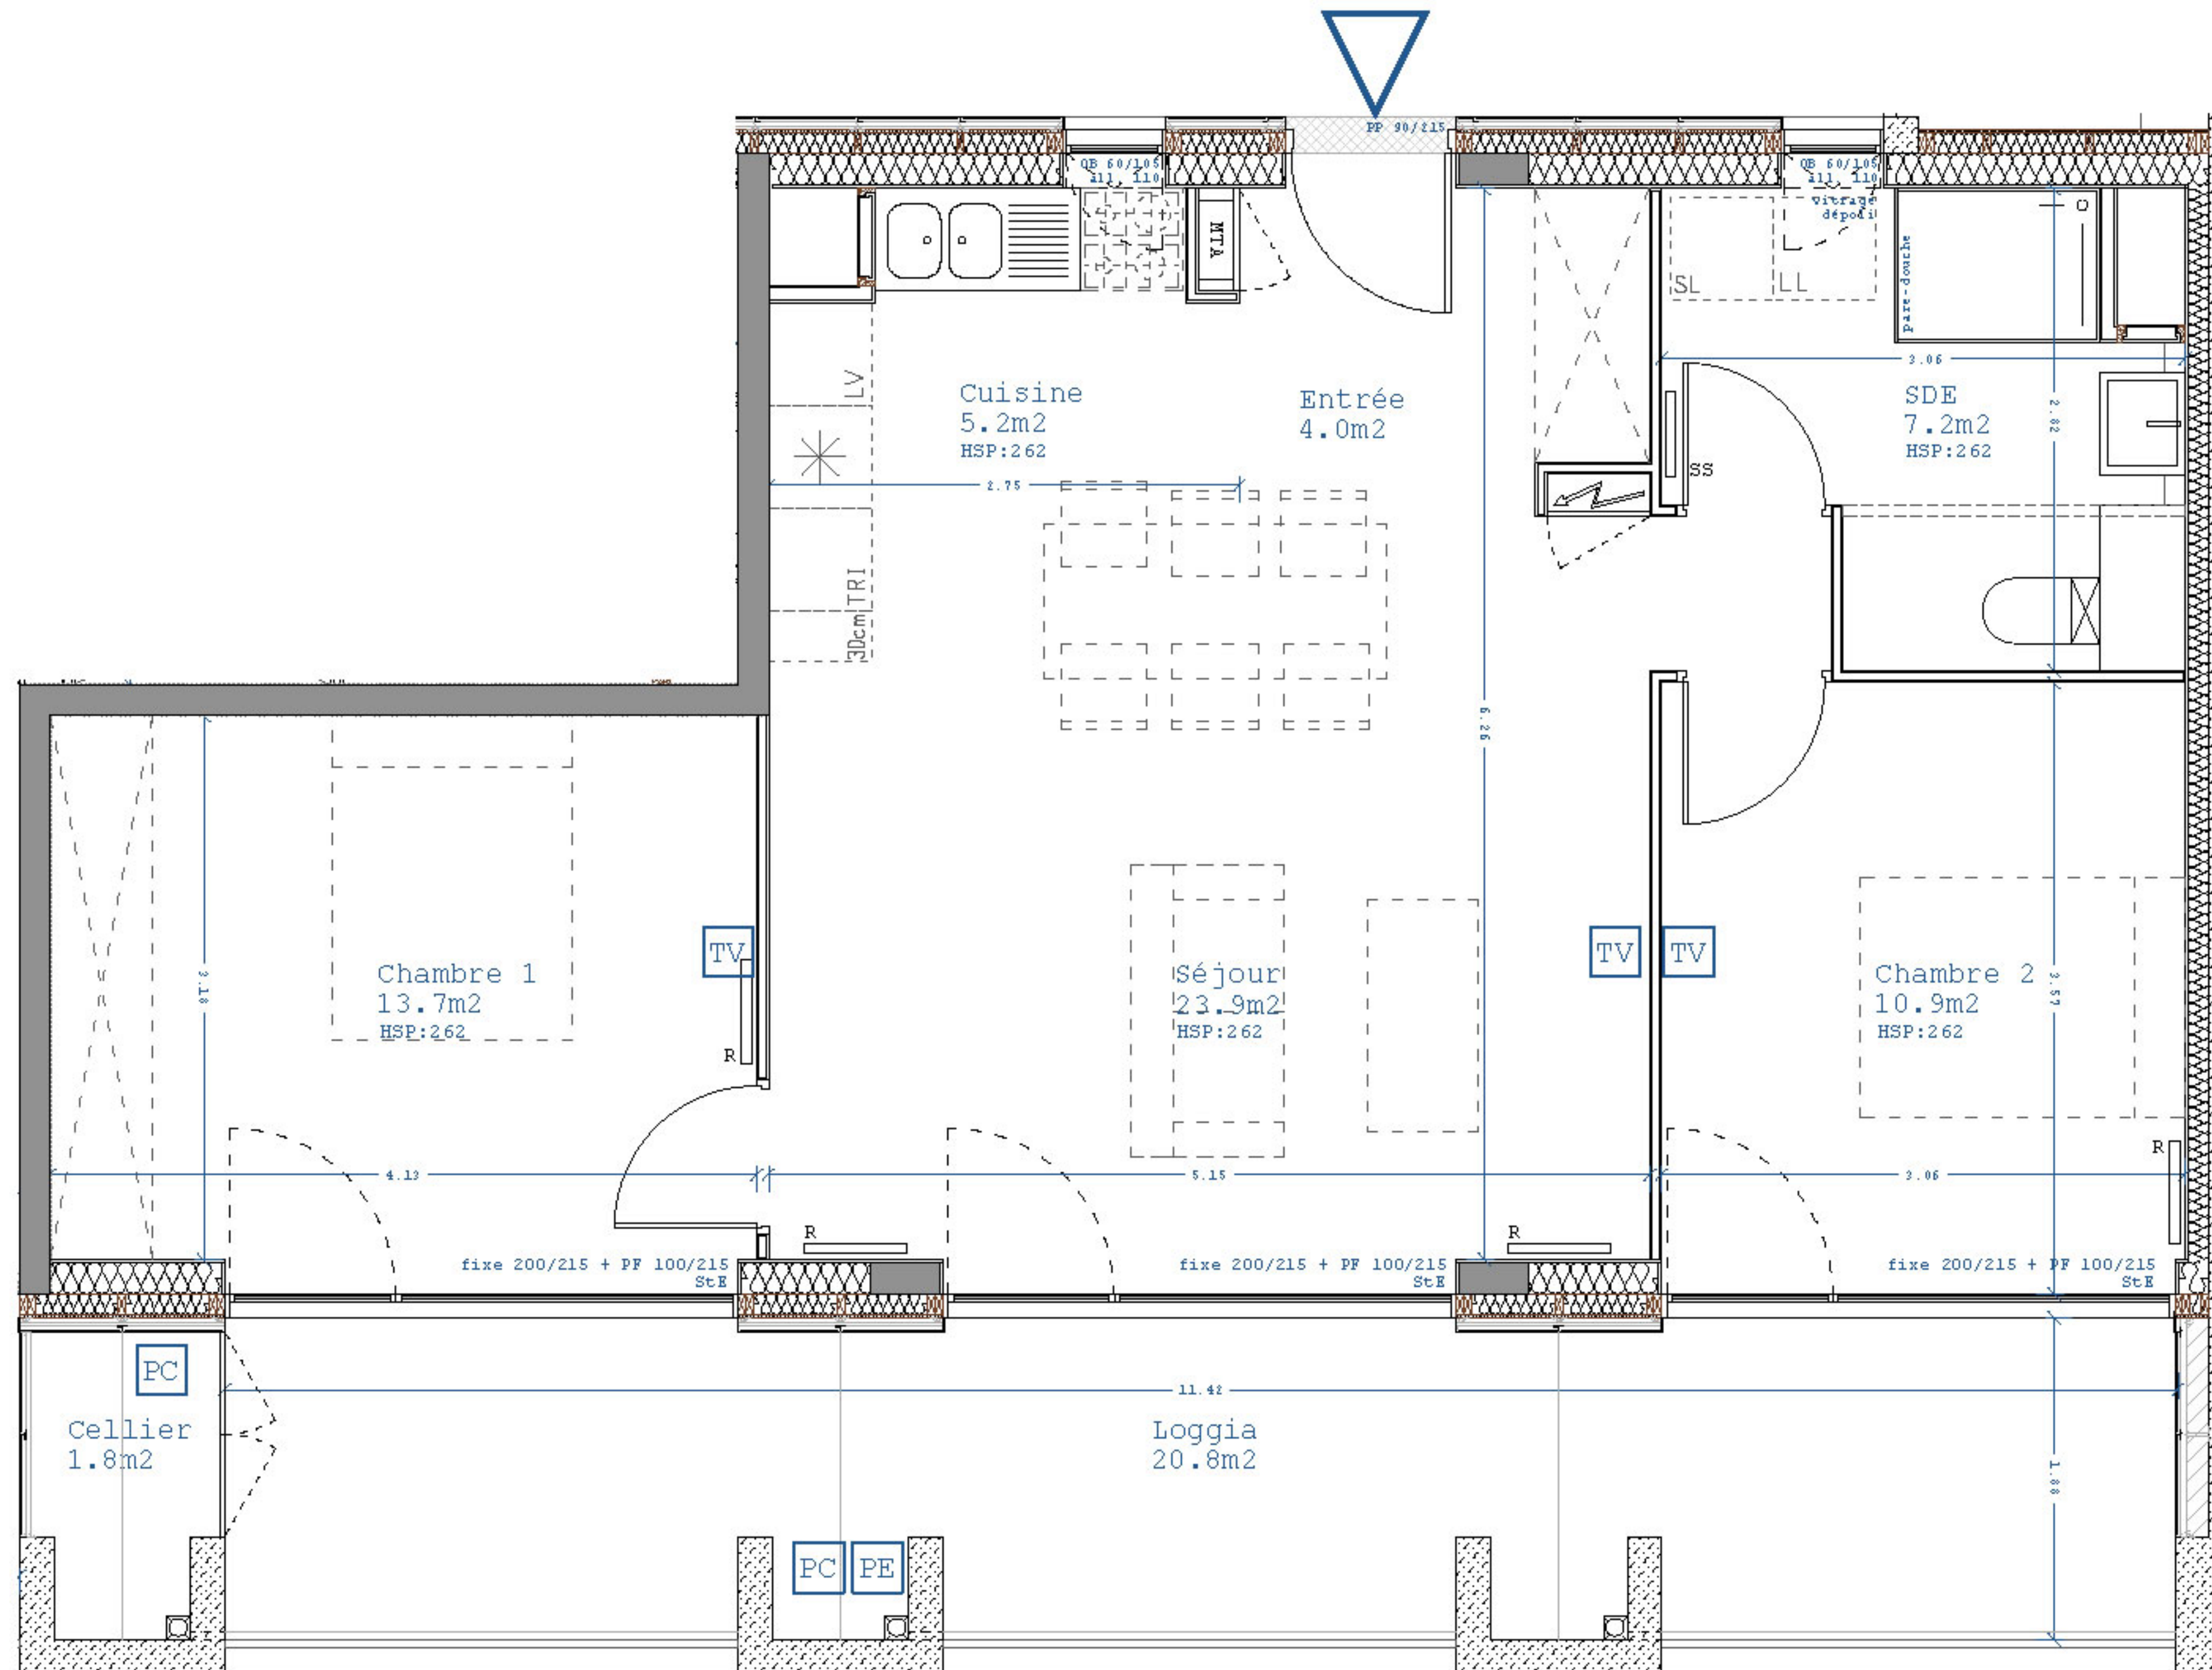 PP 90/215
OB 60/105
all. 110
OB 60/105
all. 110
vitrage
dépoli
MTA
SL
LL
pare-douche
3.06
LV
Cuisine
5.2m2
HSP:262
Entrée
4.0m2
SDE
7.2m2
HSP:262
2.82
SS
2.75
30cm
TRI
6.26
3.18
TV
Chambre 1
13.7m2
HSP:262
R
Séjour
23.9m2
HSP:262
TV
TV
Chambre 2
10.9m2
HSP:262
3.57
R
4.13
5.15
3.06
R
R
fixe 200/215 + PF 100/215
StE
fixe 200/215 + PF 100/215
StE
fixe 200/215 + PF 100/215
StE
PC
11.42
Cellier
1.8m2
Loggia
20.8m2
1.88
PC
PE